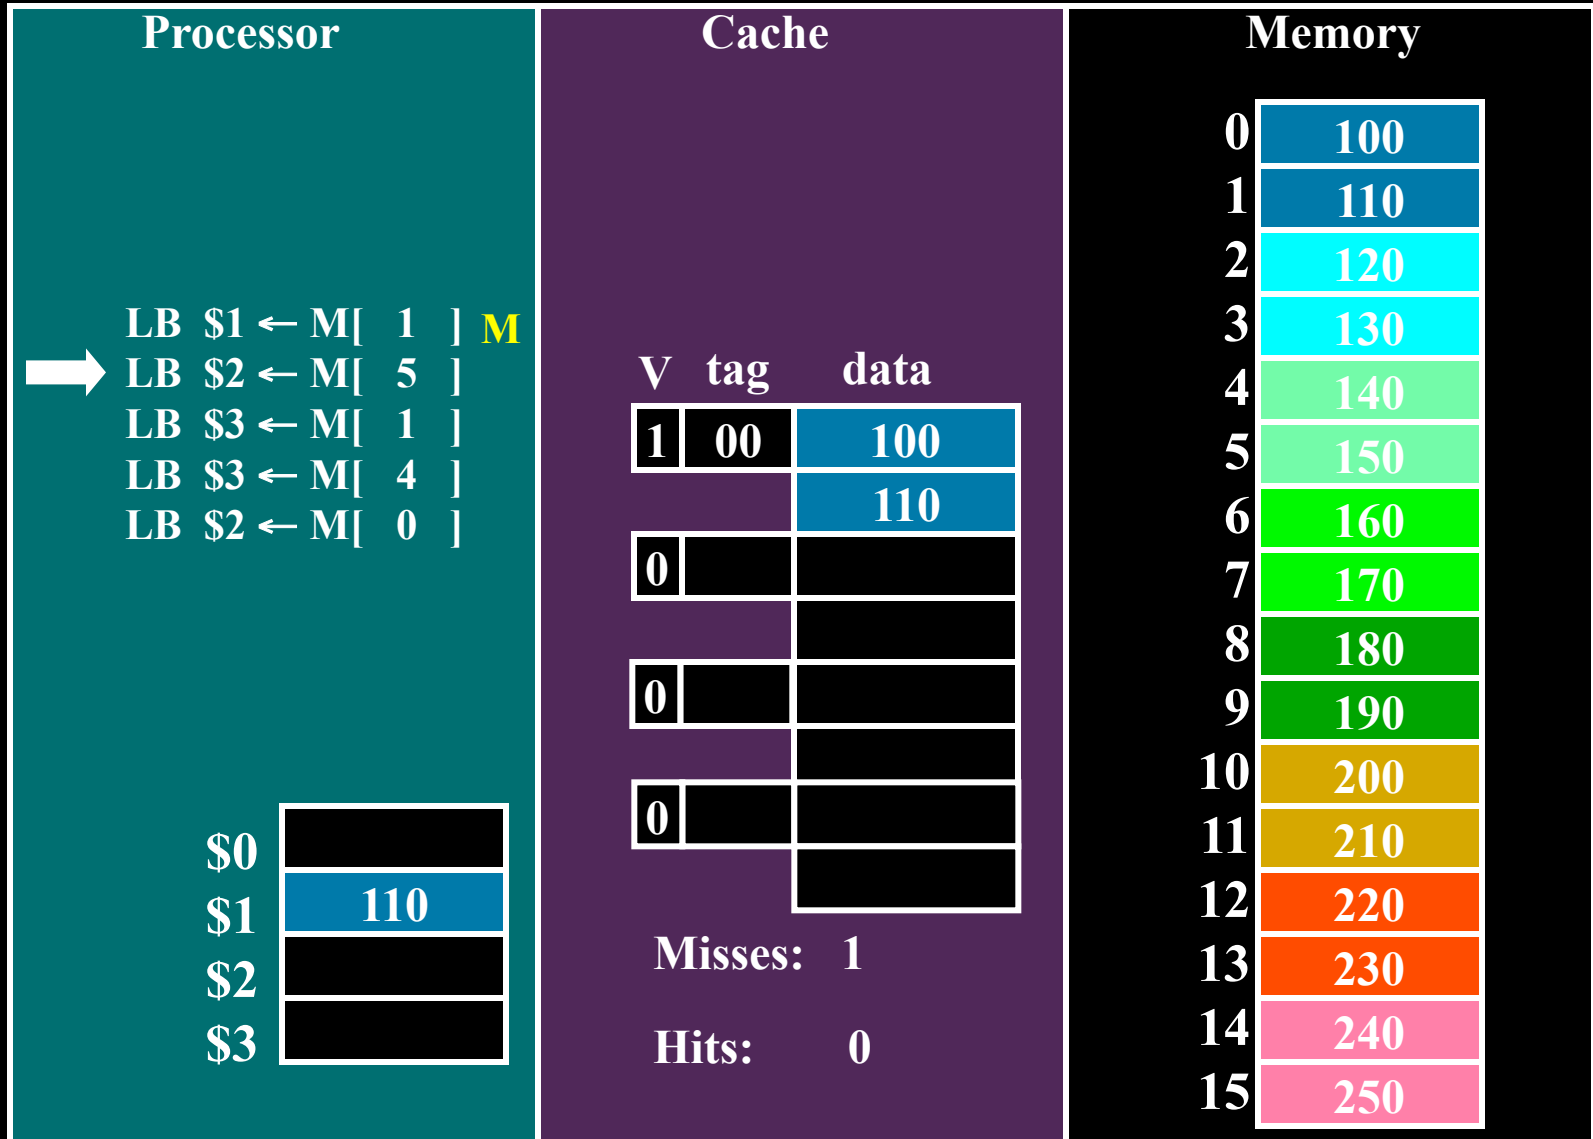 Processor
LB $1 ← M[ 1 ] M
LB $2 ← M[ 5 ]
LB $3 ← M[ 1 ]
LB $3 ← M[ 4 ]
LB $2 ← M[ 0 ]
$0
$1 110
$2
$3
Cache
V tag data
1 00 100
110
0
0
0
Misses: 1
Hits: 0
Memory
0 100
1 110
2 120
3 130
4 140
5 150
6 160
7 170
8 180
9 190
10 200
11 210
12 220
13 230
14 240
15 250